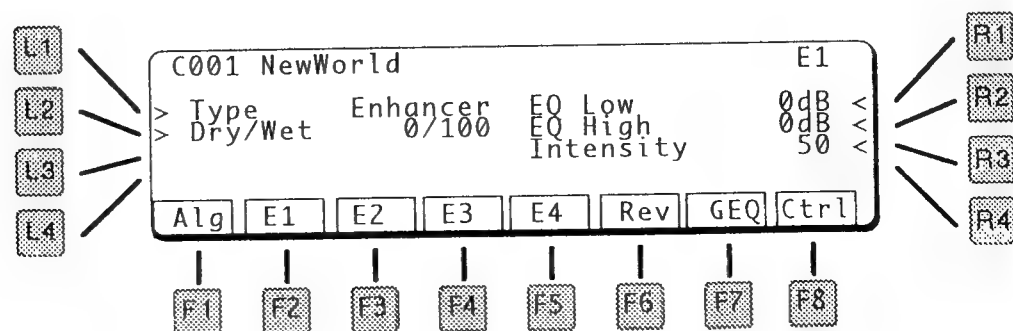 L1
L2
L3
L4
C001 NewWorld E1
> Type Enhancer EQ Low 0dB <
> Dry/Wet 0/100 EQ High 0dB <
Intensity 50 <
Alg E1 E2 E3 E4 Rev GEQ Ctrl
R1
R2
R3
R4
F1 F2 F3 F4 F5 F6 F7 F8